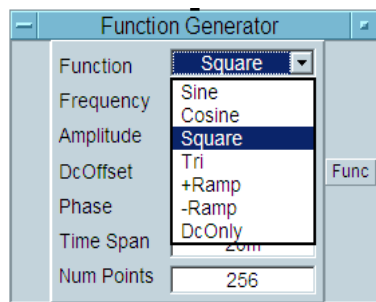 Function Generator
Function Square
Frequency
Amplitude
DcOffset
Phase
Time Span
Num Points 256
Sine
Cosine
Square
Tri
+Ramp
-Ramp
DcOnly
Func